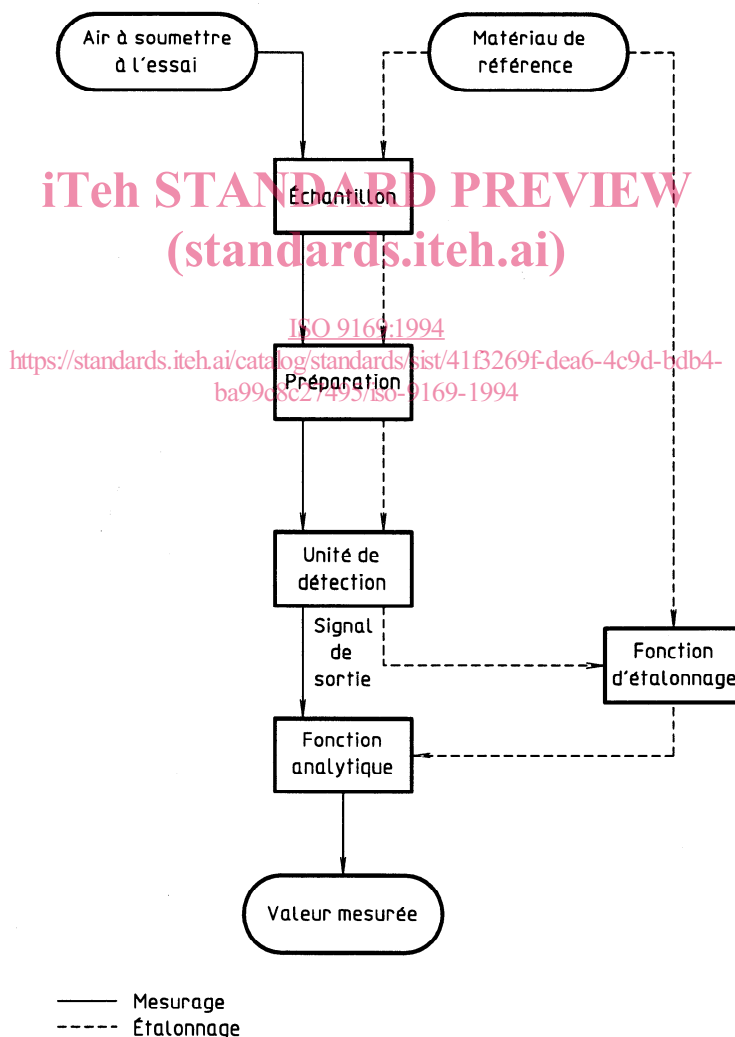 Air à soumettre
à l'essai
Matériau de
référence
iTeh STANDARD PREVIEW
Échantillon
(standards.iteh.ai)
ISO 9169:1994
https://standards.iteh.ai/catalog/standards/sist/41f3269f-dea6-4c9d-bdb4-
Préparation
ba99c8c27495/iso-9169-1994
Unité de
détection
Signal
de
sortie
Fonction
d'étalonnage
Fonction
analytique
Valeur mesurée
Mesurage
Étalonnage